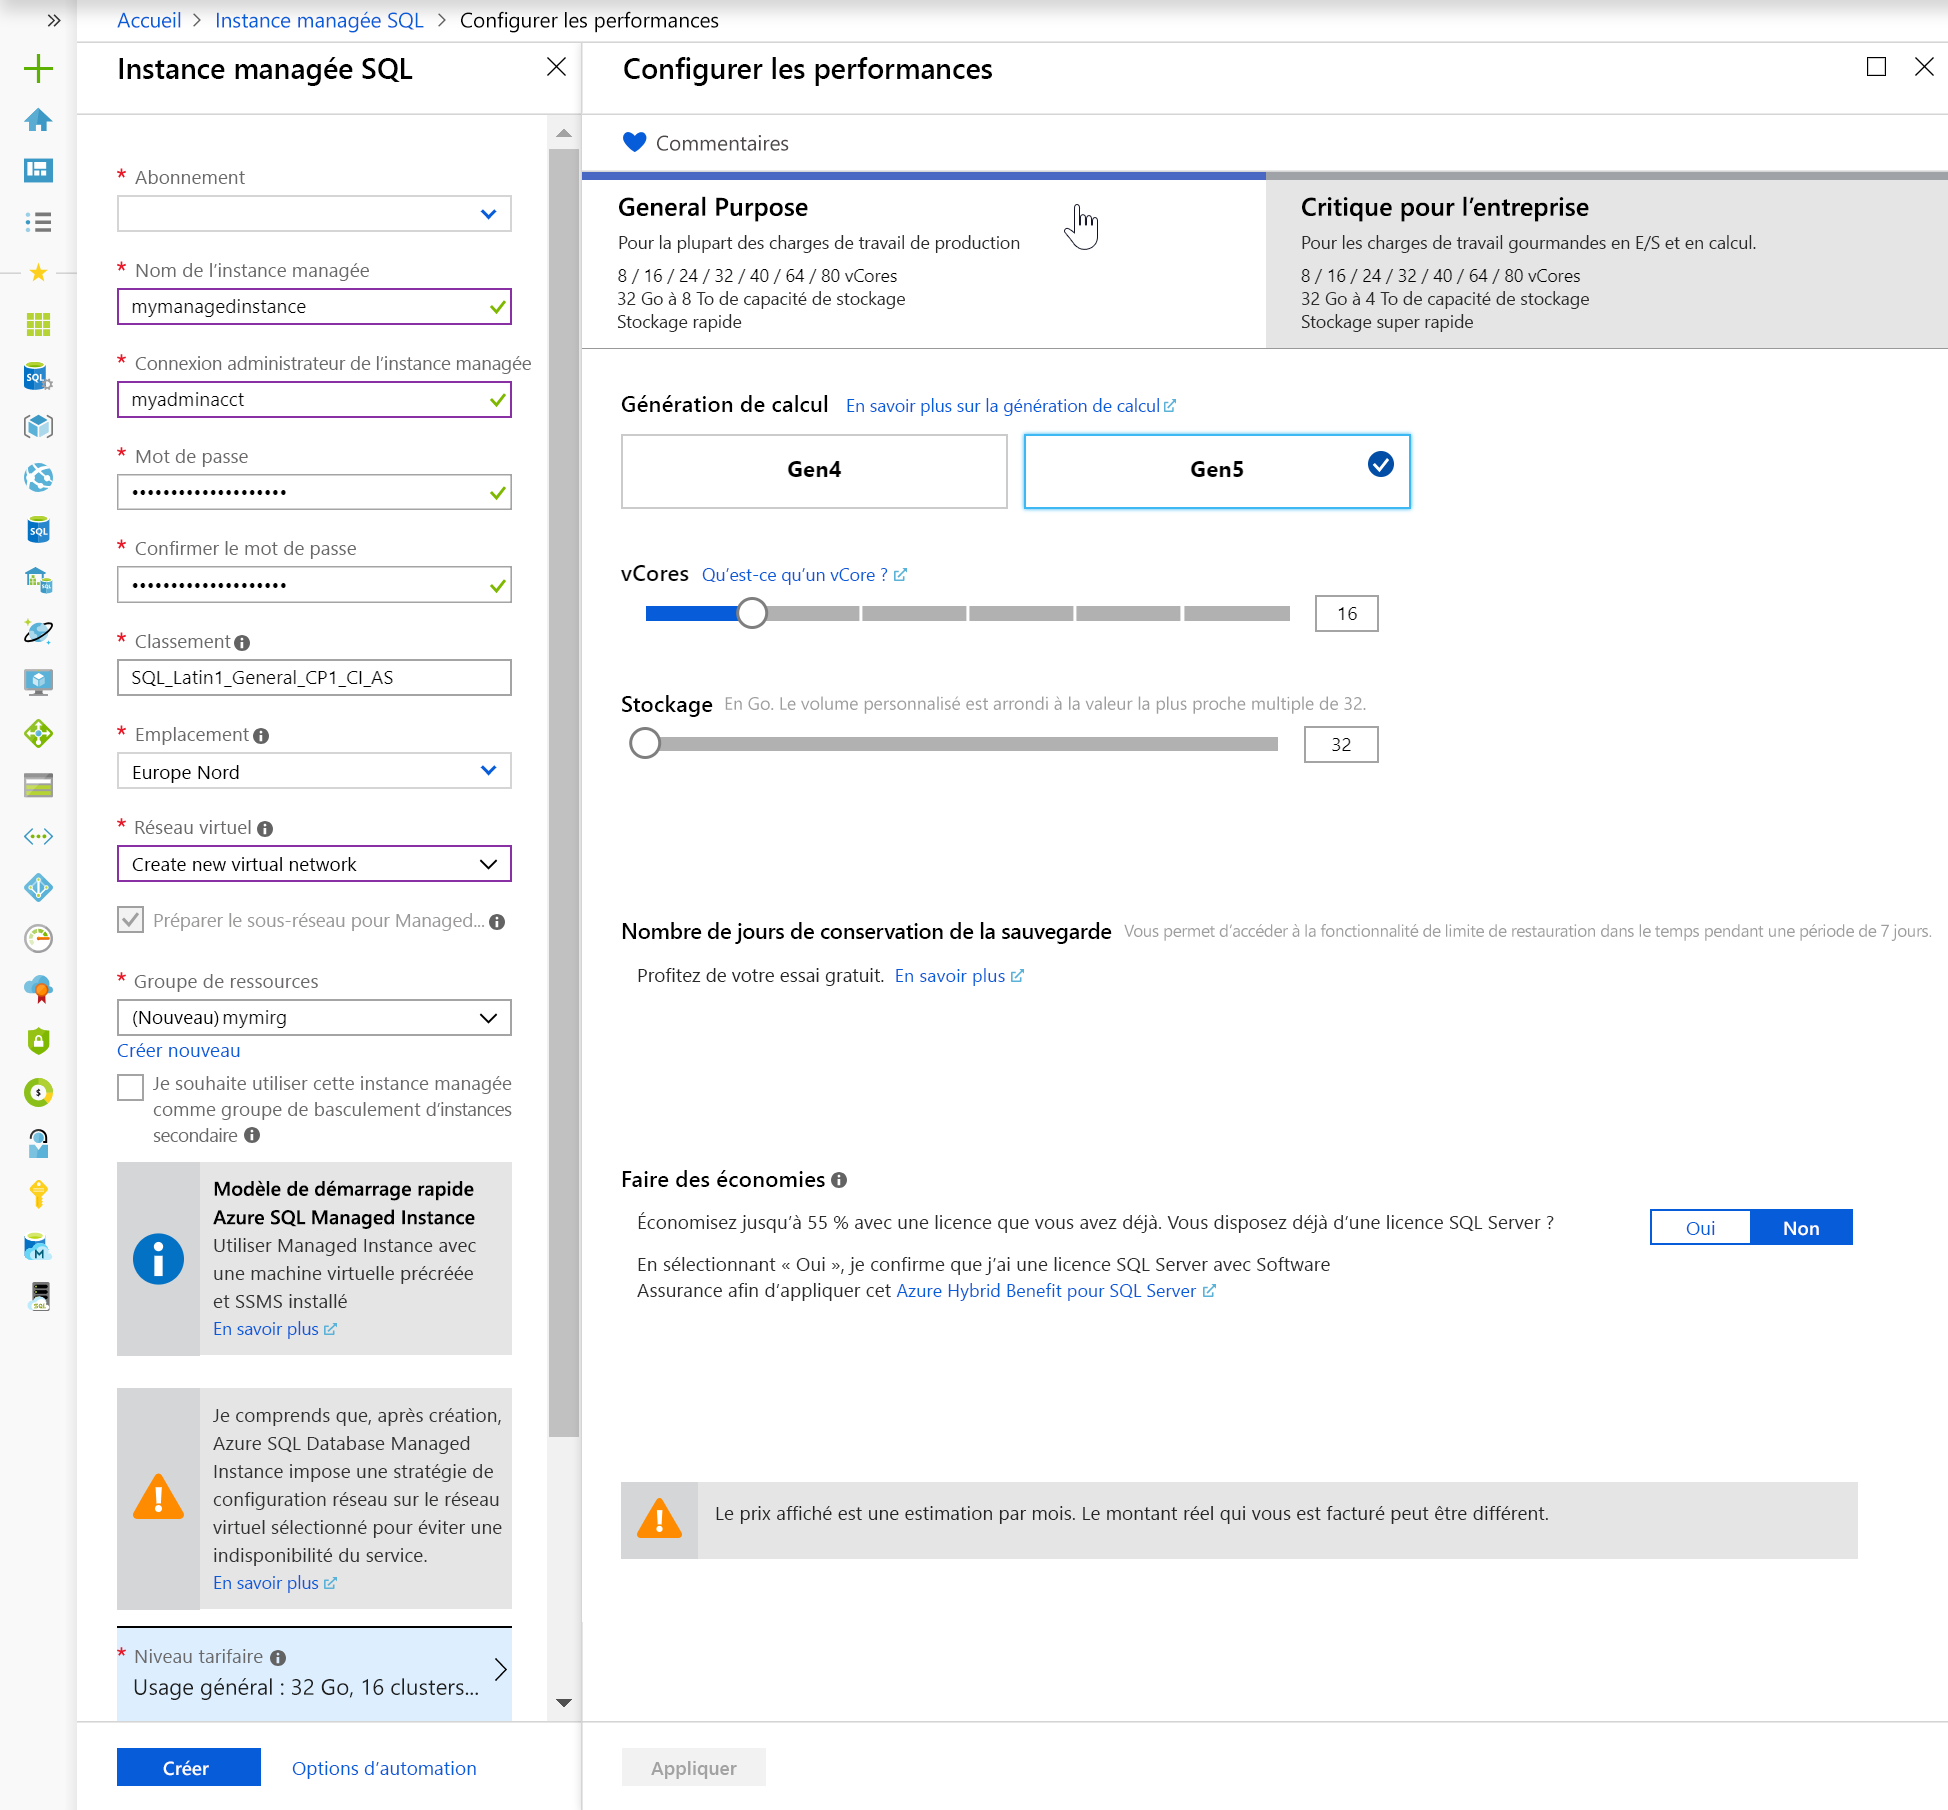 Accueil > Instance managée SQL > Configurer les performances
Instance managée SQL
* Abonnement
* Nom de l'instance managée
mymanagedinstance
* Connexion administrateur de l'instance managée
myadminacct
* Mot de passe
••••••••••••••••••••
* Confirmer le mot de passe
••••••••••••••••••••
* Classement
SQL_Latin1_General_CP1_CI_AS
* Emplacement
Europe Nord
* Réseau virtuel
Create new virtual network
Préparer le sous-réseau pour Managed...
* Groupe de ressources
(Nouveau) mymirg
Créer nouveau
Je souhaite utiliser cette instance managée
comme groupe de basculement d'instances
secondaire
Modèle de démarrage rapide
Azure SQL Managed Instance
Utiliser Managed Instance avec
une machine virtuelle précréée
et SSMS installé
En savoir plus
Je comprends que, après création,
Azure SQL Database Managed
Instance impose une stratégie de
configuration réseau sur le réseau
virtuel sélectionné pour éviter une
indisponibilité du service.
En savoir plus
* Niveau tarifaire
Usage général : 32 Go, 16 clusters...
Créer
Options d'automation
Configurer les performances
Commentaires
General Purpose
Pour la plupart des charges de travail de production
8 / 16 / 24 / 32 / 40 / 64 / 80 vCores
32 Go à 8 To de capacité de stockage
Stockage rapide
Critique pour l'entreprise
Pour les charges de travail gourmandes en E/S et en calcul.
8 / 16 / 24 / 32 / 40 / 64 / 80 vCores
32 Go à 4 To de capacité de stockage
Stockage super rapide
Génération de calcul En savoir plus sur la génération de calcul
Gen4
Gen5
vCores Qu'est-ce qu'un vCore ?
16
Stockage En Go. Le volume personnalisé est arrondi à la valeur la plus proche multiple de 32.
32
Nombre de jours de conservation de la sauvegarde Vous permet d'accéder à la fonctionnalité de limite de restauration dans le temps pendant une période de 7 jours.
Profitez de votre essai gratuit. En savoir plus
Faire des économies
Économisez jusqu'à 55 % avec une licence que vous avez déjà. Vous disposez déjà d'une licence SQL Server ?
Oui
Non
En sélectionnant « Oui », je confirme que j'ai une licence SQL Server avec Software
Assurance afin d'appliquer cet Azure Hybrid Benefit pour SQL Server
Le prix affiché est une estimation par mois. Le montant réel qui vous est facturé peut être différent.
Appliquer
SQL
SQL
SQL
M
SQL